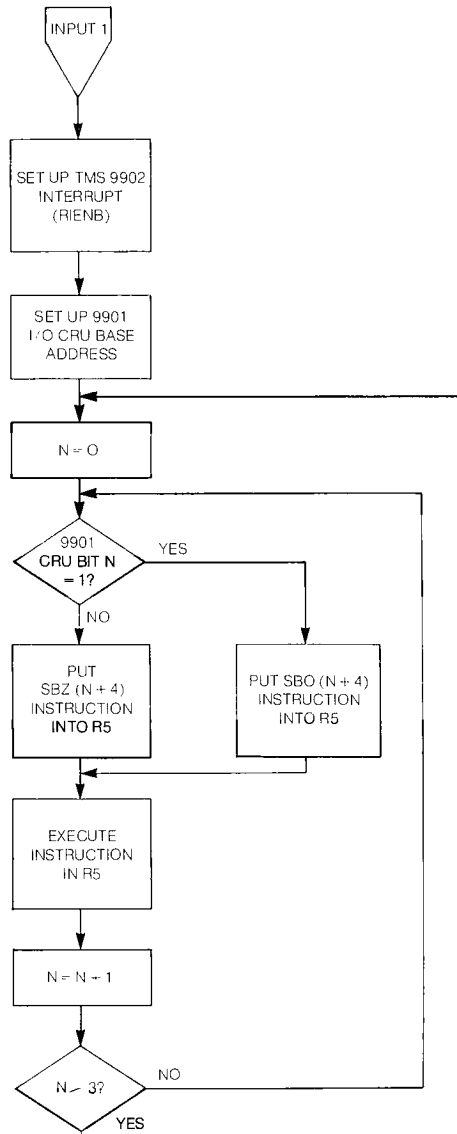 INPUT 1
SET UP TMS 9902
INTERRUPT
(RIENB)
SET UP 9901
I/O CRU BASE
ADDRESS
N = 0
9901
CRU BIT N
= 1?
YES
NO
PUT
SBZ (N + 4)
INSTRUCTION
INTO R5
PUT SBO (N + 4)
INSTRUCTION
INTO R5
EXECUTE
INSTRUCTION
IN R5
N = N + 1
N 3?
NO
YES